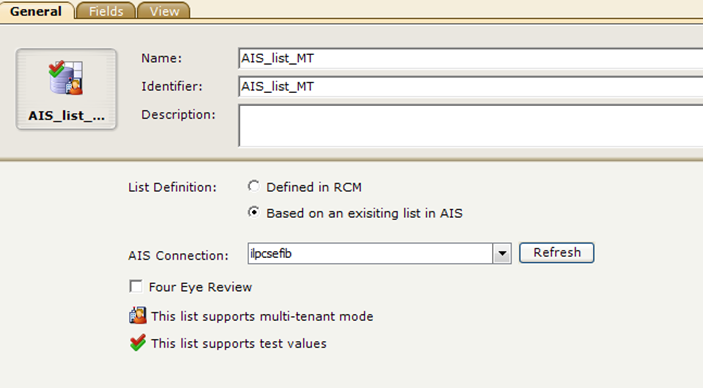 General Fields View
Name: AIS_list_MT
AIS_list_... Identifier: AIS_list_MT
Description:
List Definition: Defined in RCM
Based on an exisiting list in AIS
AIS Connection: ilpcsefib Refresh
Four Eye Review
This list supports multi-tenant mode
This list supports test values